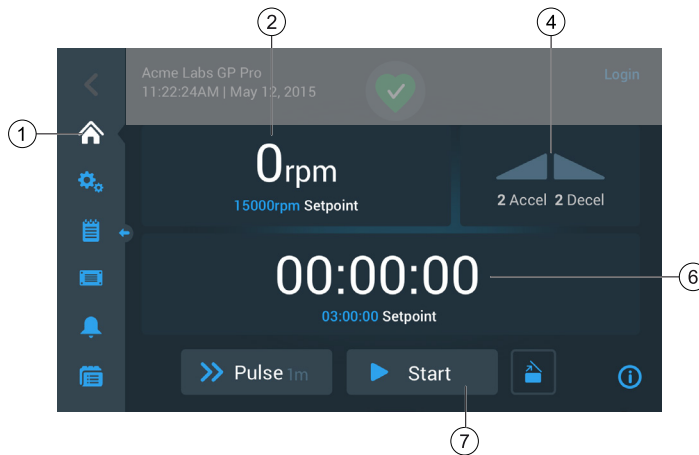 2
4
Acme Labs GP Pro
Login
11:22:24AM | May 12, 2015
1
0rpm
15000rpm Setpoint
2 Accel 2 Decel
00:00:00
6
03:00:00 Setpoint
Pulse 1m
Start
7